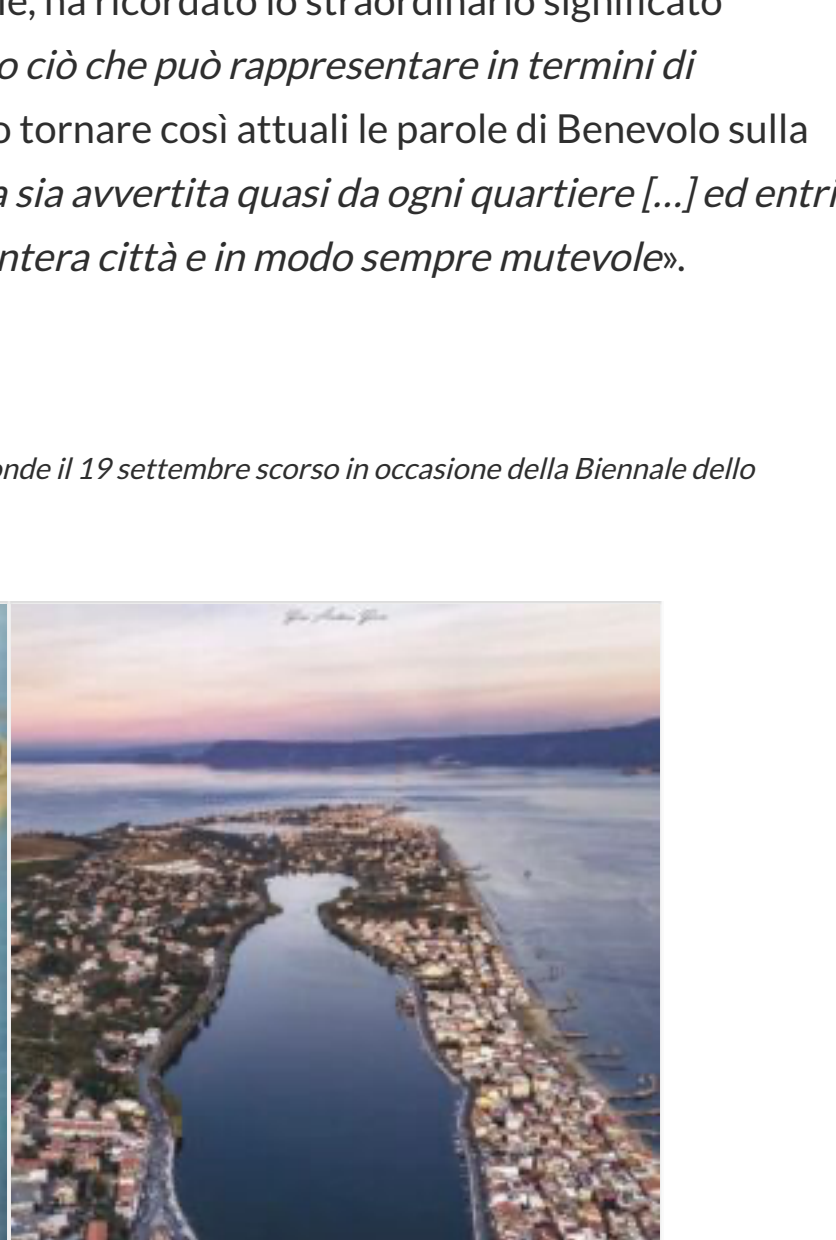 ha ricordato lo straordinario significato
o ciò che può rappresentare in termini di
o tornare così attuali le parole di Benevolo sulla
a sia avvertita quasi da ogni quartiere [...] ed entri
ntera città e in modo sempre mutevole».
onde il 19 settembre scorso in occasione della Biennale dello